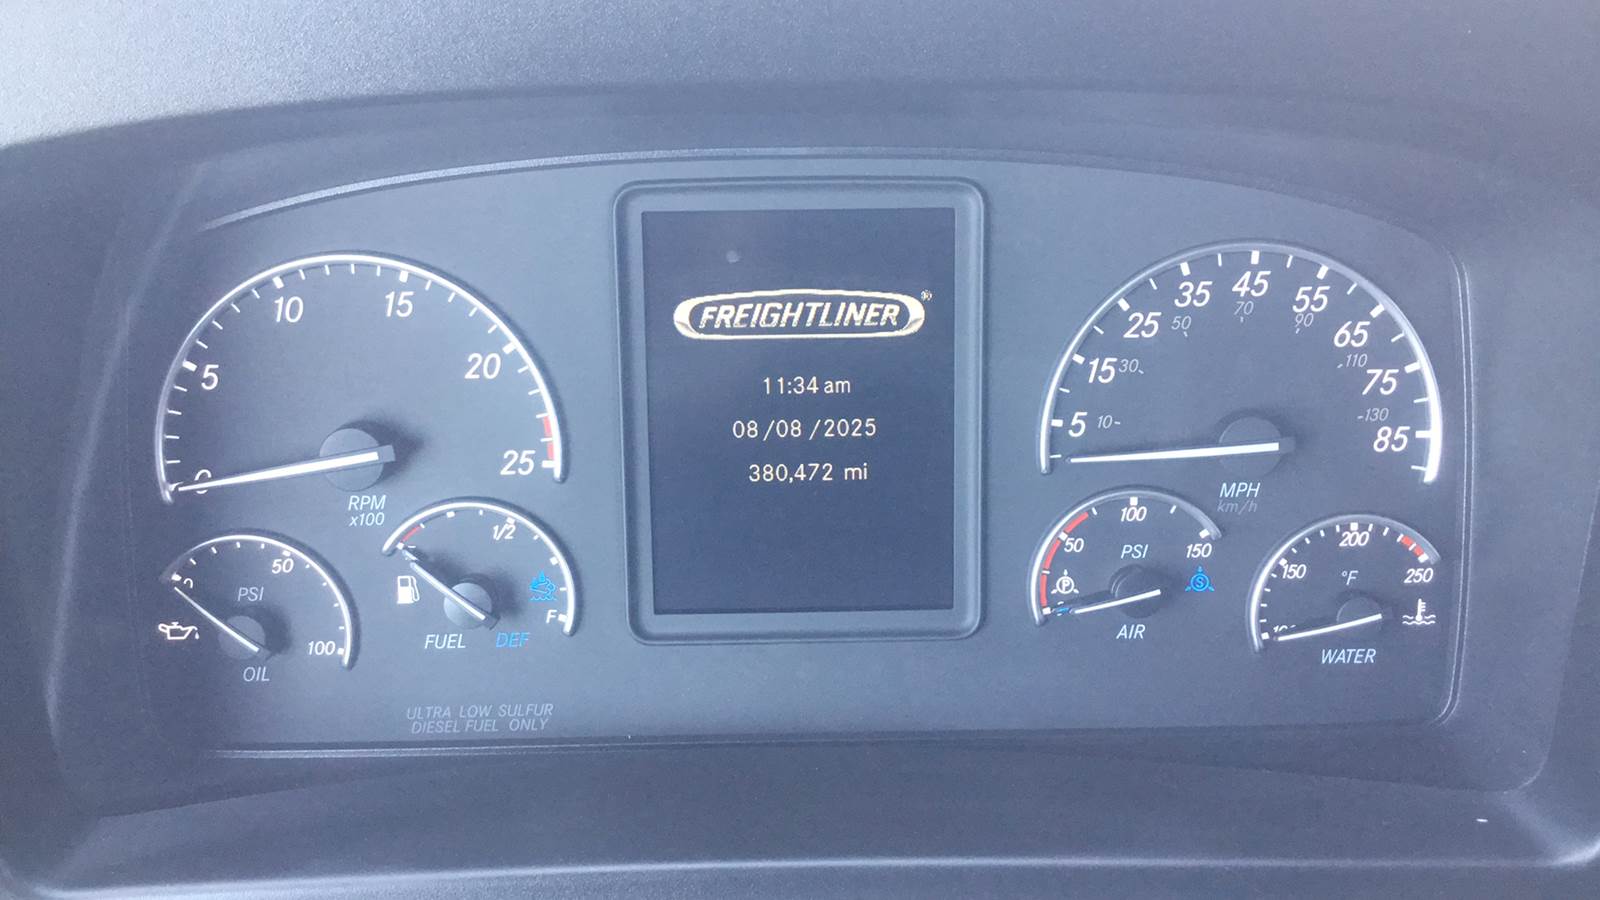 5
10
15
20
25
RPM
x100
50
100
PSI
OIL
1/2
F
FUEL DEF
ULTRA LOW SULFUR
DIESEL FUEL ONLY
FREIGHTLINER®
11:34 am
08/08/2025
380,472 mi
5
15
25
35
45
55
65
75
85
10
30
50
70
90
110
130
MPH
km/h
50
100
150
PSI
P
S
AIR
150
200
250
°F
WATER